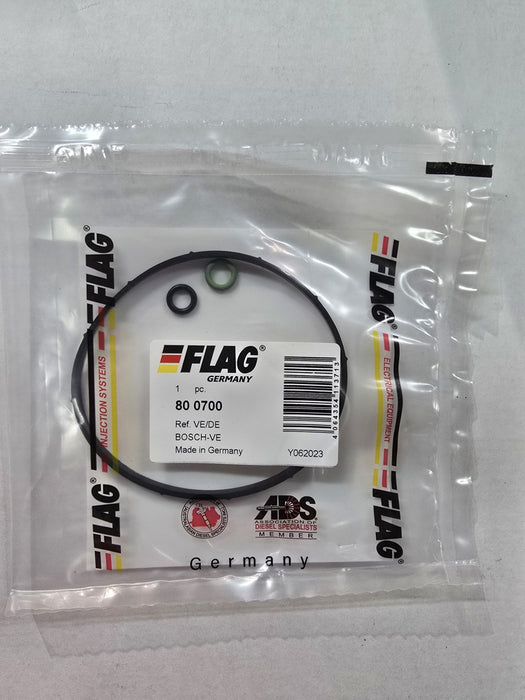 FLAG®
INJECTION SYSTEMS
FLAG
FLAG®
ELECTRICAL EQUIPMENT
FLAG
FLAG®
GERMANY
1 pc.
80 0700
Ref. VE/DE
BOSCH-VE
Made in Germany
4064354113713
Y062023
ADS
ASSOCIATION OF
DIESEL SPECIALISTS
MEMBER
Germany